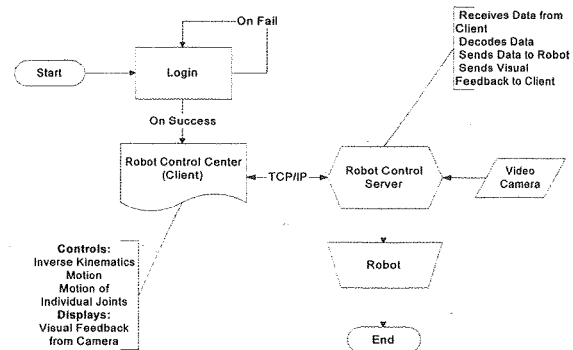 On Fail
Start
Login
Receives Data from
Client
Decodes Data
Sends Data to Robot
Sends Visual
Feedback to Client
On Success
Robot Control Center
(Client)
TCP/IP
Robot Control
Server
Video
Camera
Controls:
Inverse Kinematics
Motion
Motion of
Individual Joints
Displays:
Visual Feedback
from Camera
Robot
End